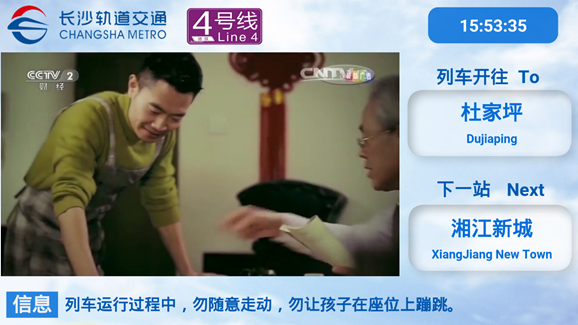 长沙轨道交通
CHANGSHA METRO
4号线
Line 4
15:53:35
CCTV 2
财经
CNTV
列车开往 To
杜家坪
Dujiaping
下一站 Next
湘江新城
XiangJiang New Town
信息 列车运行过程中，勿随意走动，勿让孩子在座位上蹦跳。